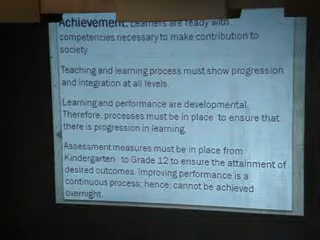 Achievement. Learners are ready with
competencies necessary to make contribution to
society
Teaching and learning process must show progression
and integration at all levels.
Learning and performance are developmental.
Therefore, processes must be in place to ensure that
there is progression in learning.
Assessment measures must be in place from
Kindergarten to Grade 12 to ensure the attainment of
desired outcomes. Improving performance is a
continuous process; hence, cannot be achieved
overnight.